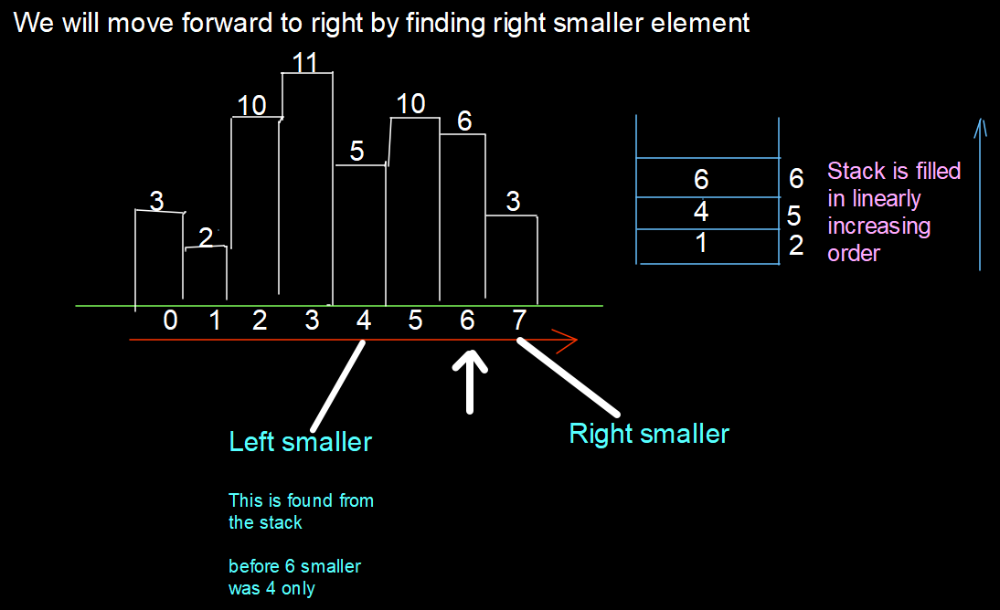 We will move forward to right by finding right smaller element
11
10
10
6
5
3
3
2
6 6
4 5
1 2
Stack is filled
in linearly
increasing
order
0 1 2 3 4 5 6 7
Left smaller
Right smaller
This is found from
the stack
before 6 smaller
was 4 only